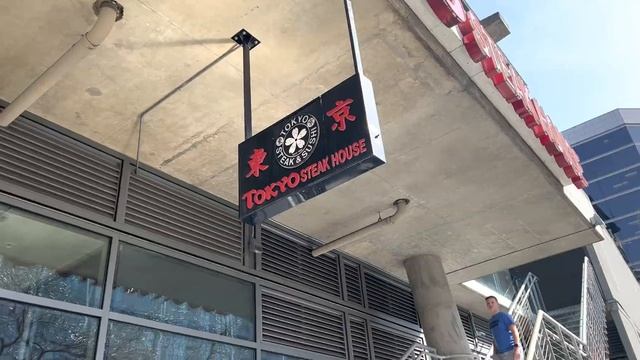 東 京
TOKYO
STEAK & SUSHI
TOKYO STEAK HOUSE